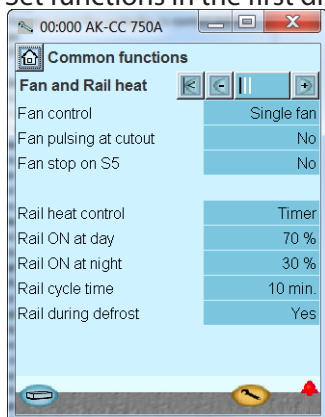 Set functions in the first di
00:000 AK-CC 750A
Common functions
Fan and Rail heat
Fan control Single fan
Fan pulsing at cutout No
Fan stop on S5 No
Rail heat control Timer
Rail ON at day 70 %
Rail ON at night 30 %
Rail cycle time 10 min.
Rail during defrost Yes